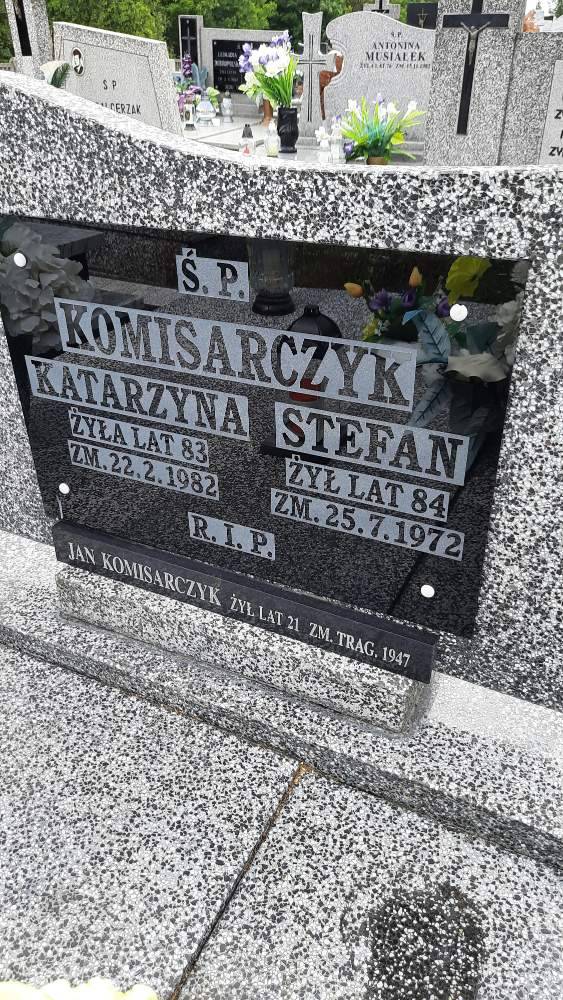 Ś. P.
KOMISARCZYK
KATARZYNA
ŻYŁA LAT 83
ZM. 22.2.1982
STEFAN
ŻYŁ LAT 84
ZM. 25.7.1972
R. I. P.
JAN KOMISARCZYK ŻYŁ LAT 21 ZM. TRAG. 1947
Ś.P.
ANTONINA
MUSIAŁEK
S P